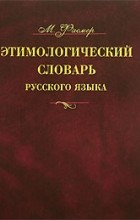 М. Фасмер
ЭТИМОЛОГИЧЕСКИЙ
СЛОВАРЬ
РУССКОГО ЯЗЫКА